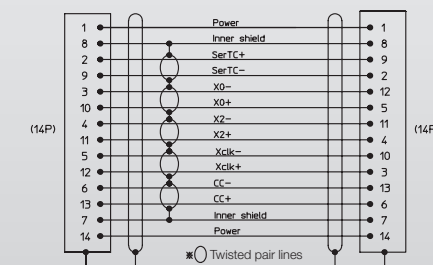 1 Power 1
8 Inner shield 8
2 SerTC+ 9
9 SerTC- 2
3 X0- 12
10 X0+ 5
(14P) 4 X2- 11 (14P
11 X2+ 4
5 Xclk- 10
12 Xclk+ 3
6 CC- 13
13 CC+ 6
7 Inner shield 7
14 Power 14
※ Twisted pair lines